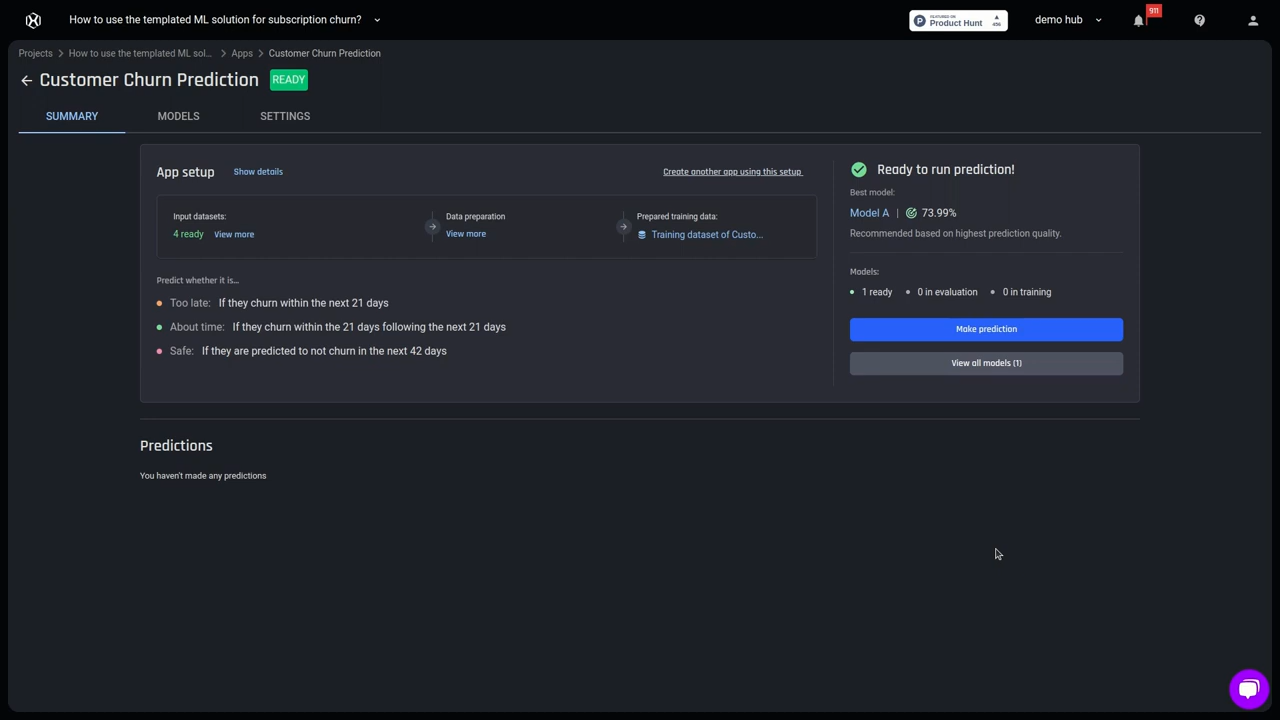 How to use the templated ML solution for subscription churn?
FEATURED ON
Product Hunt
456
demo hub
911
Projects > How to use the templated ML sol... > Apps > Customer Churn Prediction
Customer Churn Prediction READY
SUMMARY MODELS SETTINGS
App Setup Show details Create another app using this setup
Input datasets:
4 ready View more
Data preparation
View more
Prepared training data:
Training dataset of Custo...
Predict whether it is...
Too late: If they churn within the next 21 days
About time: If they churn within the 21 days following the next 21 days
Safe: If they are predicted to not churn in the next 42 days
Ready to run prediction!
Best model:
Model A | 73.99%
Recommended based on highest prediction quality.
Models:
1 ready 0 in evaluation 0 in training
Make prediction
View all models (1)
Predictions
You haven't made any predictions